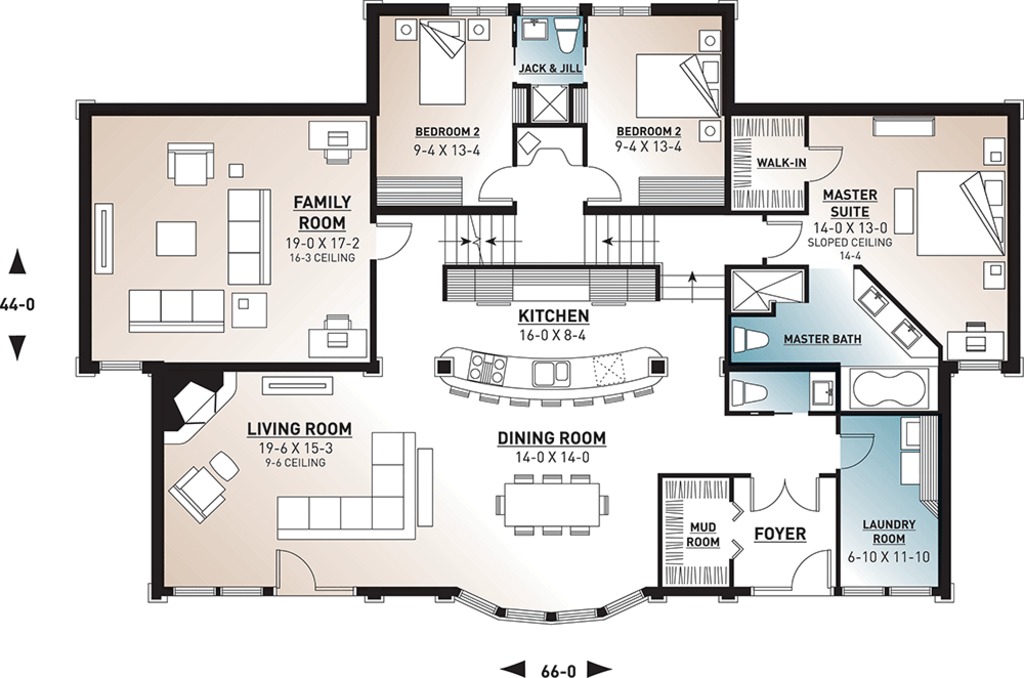 JACK & JILL
BEDROOM 2
9-4 X 13-4
BEDROOM 2
9-4 X 13-4
WALK-IN
FAMILY
ROOM
19-0 X 17-2
16-3 CEILING
MASTER
SUITE
14-0 X 13-0
SLOPED CEILING
14-4
44-0
KITCHEN
16-0 X 8-4
MASTER BATH
LIVING ROOM
19-6 X 15-3
9-6 CEILING
DINING ROOM
14-0 X 14-0
MUD
ROOM
FOYER
LAUNDRY
ROOM
6-10 X 11-10
66-0